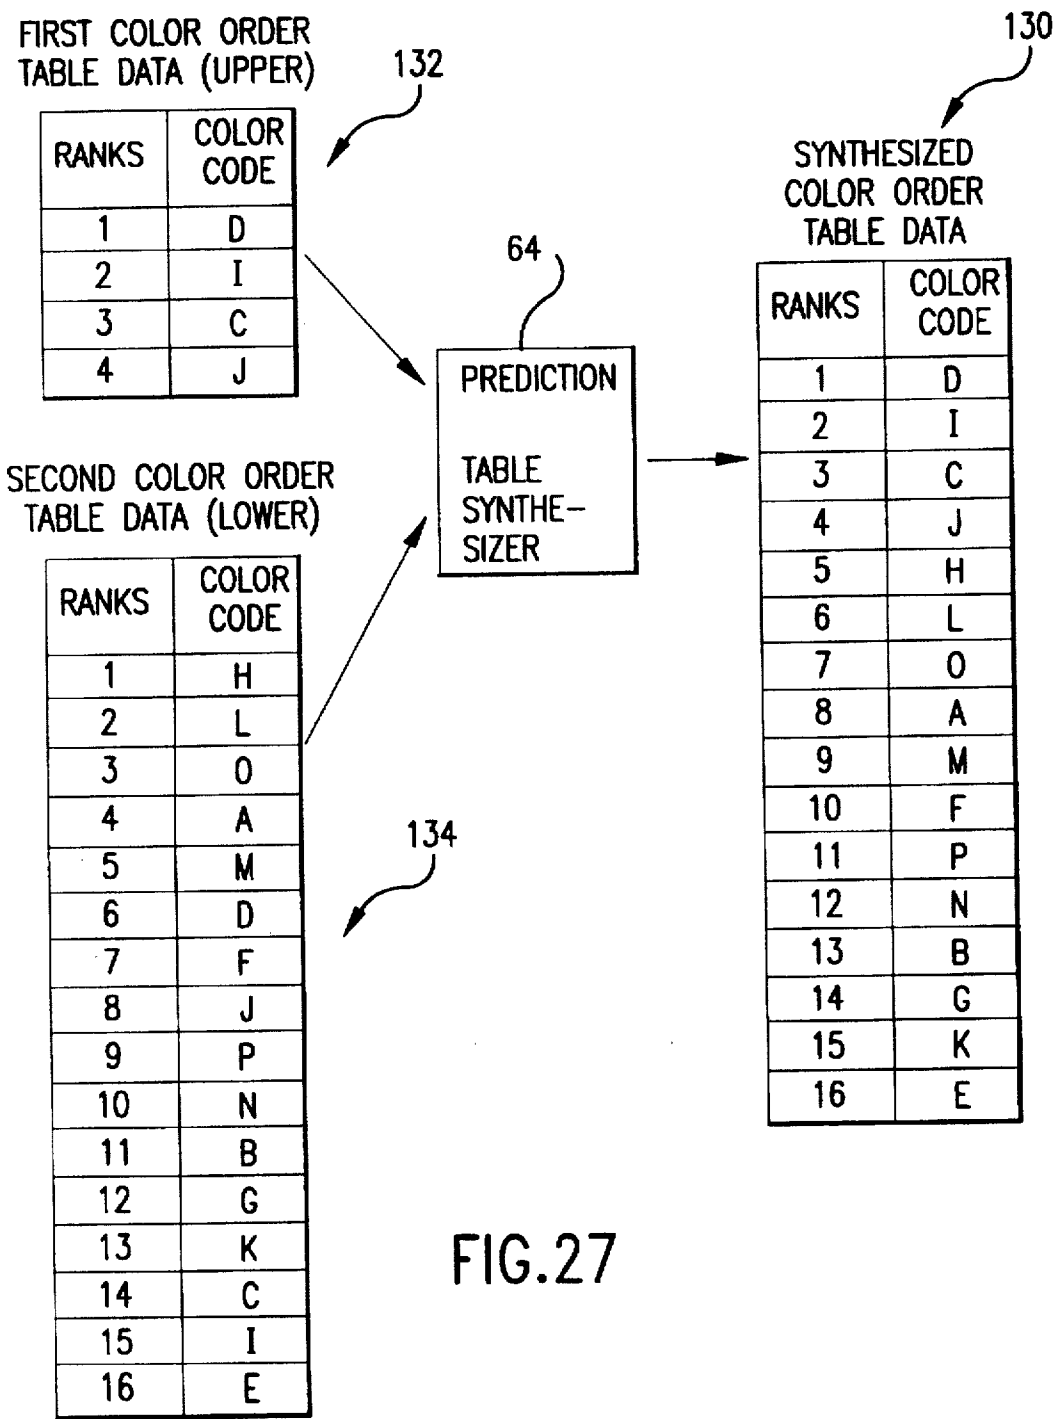 FIRST COLOR ORDER
TABLE DATA (UPPER)
132
RANKS COLOR CODE
1 D
2 I
3 C
4 J
SECOND COLOR ORDER
TABLE DATA (LOWER)
RANKS COLOR CODE
1 H
2 L
3 O
4 A
5 M
6 D
7 F
8 J
9 P
10 N
11 B
12 G
13 K
14 C
15 I
16 E
134
64
PREDICTION
TABLE
SYNTHE-
SIZER
130
SYNTHESIZED
COLOR ORDER
TABLE DATA
RANKS COLOR CODE
1 D
2 I
3 C
4 J
5 H
6 L
7 O
8 A
9 M
10 F
11 P
12 N
13 B
14 G
15 K
16 E
FIG.27